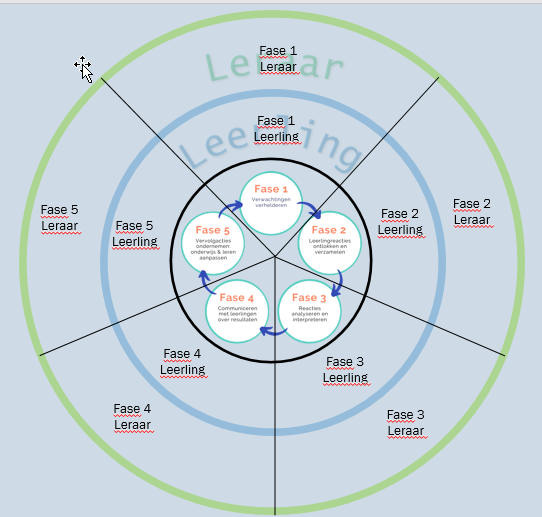 Leraar
Fase 1
Leraar
Leerling
Fase 1
Leerling
Fase 1
Verwachtingen
verhelderen
Fase 2
Leerlingreacties
ontlokken en
verzamelen
Fase 3
Reacties
analyseren en
interpreteren
Fase 4
Communiceren
met leerlingen
over resultaten
Fase 5
Vervolgacties
ondernemen:
onderwijs & leren
aanpassen
Fase 2
Leerling
Fase 2
Leraar
Fase 3
Leerling
Fase 3
Leraar
Fase 4
Leerling
Fase 4
Leraar
Fase 5
Leerling
Fase 5
Leraar